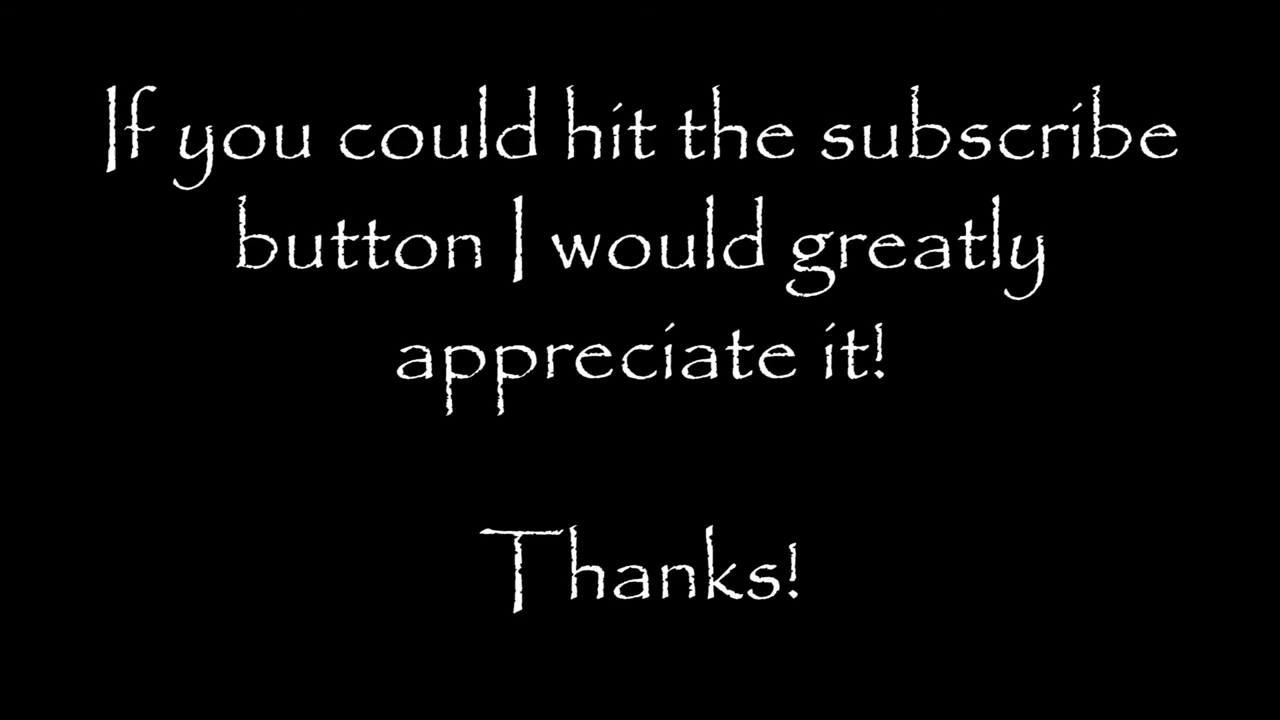 If you could hit the subscribe
button I would greatly
appreciate it!
Thanks!